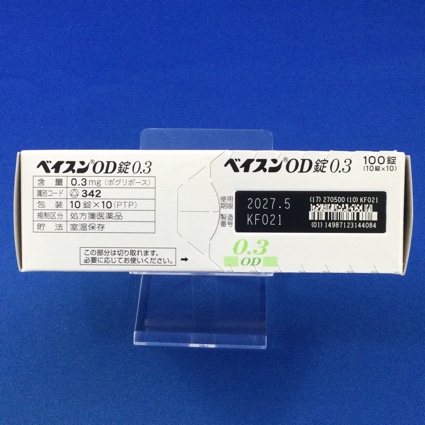 ベイスン®OD錠0.3
含量 0.3mg（ボグリボース）
識別コード 342
包装 10錠×10（PTP）
規制区分 処方箋医薬品
貯法 室温保存
この部分は切り取れます。
必要に応じてお使いください。
ベイスン®OD錠0.3
100錠
（10錠×10）
使用期限 2027.5
製造番号 KF021
(17) 270500 (10) KF021
(01) 14987123144084
0.3
OD